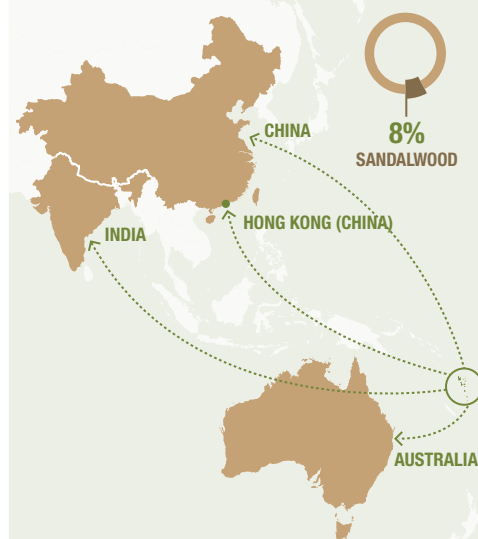 8%
SANDALWOOD
CHINA
HONG KONG (CHINA)
INDIA
AUSTRALIA